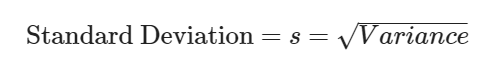 Standard Deviation = s = √Variance